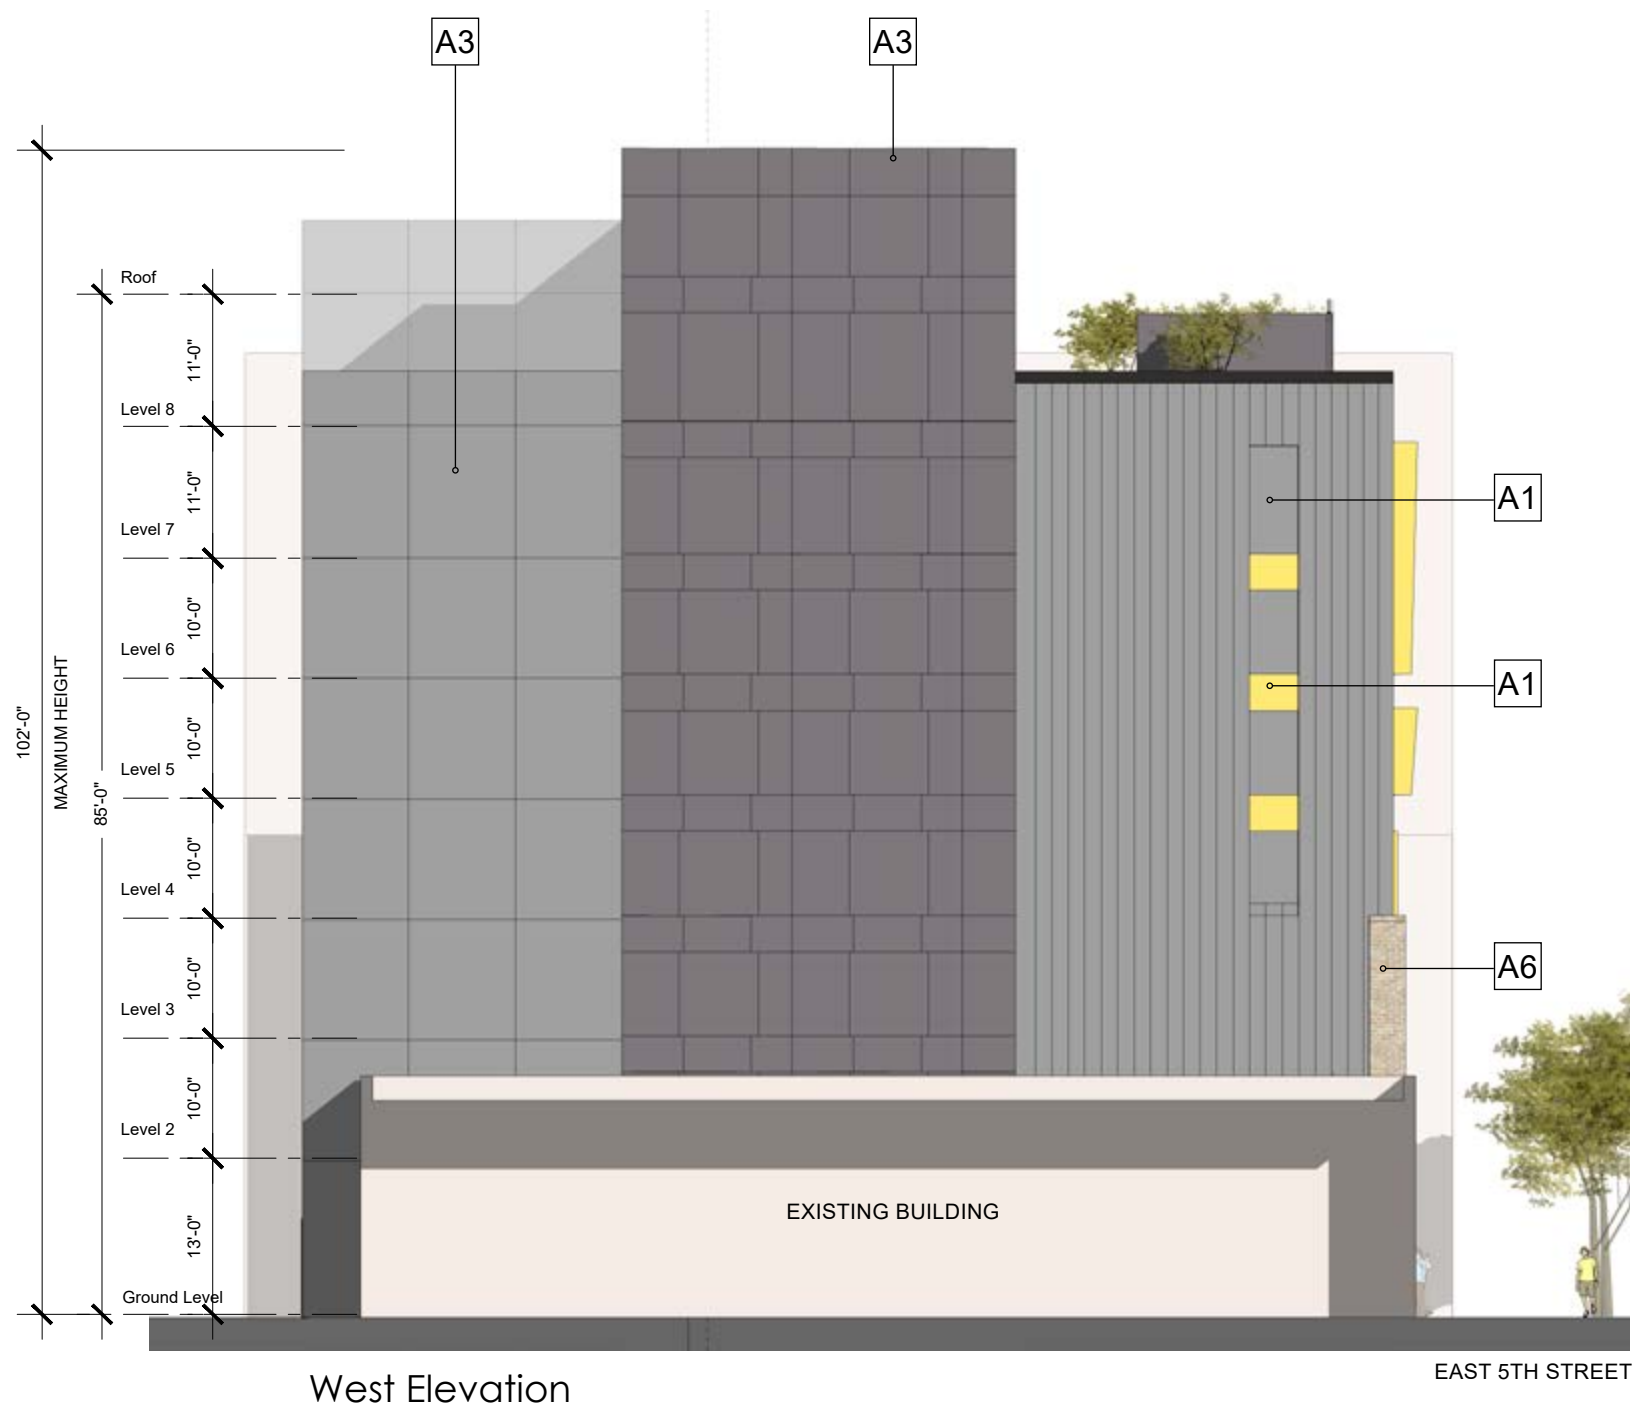 A3
A3
Roof
11'-0"
Level 8
11'-0"
Level 7
A1
10'-0"
Level 6
A1
102'-0"
MAXIMUM HEIGHT
10'-0"
85'-0"
Level 5
10'-0"
Level 4
A6
10'-0"
Level 3
10'-0"
Level 2
EXISTING BUILDING
13'-0"
Ground Level
EAST 5TH STREET
West Elevation